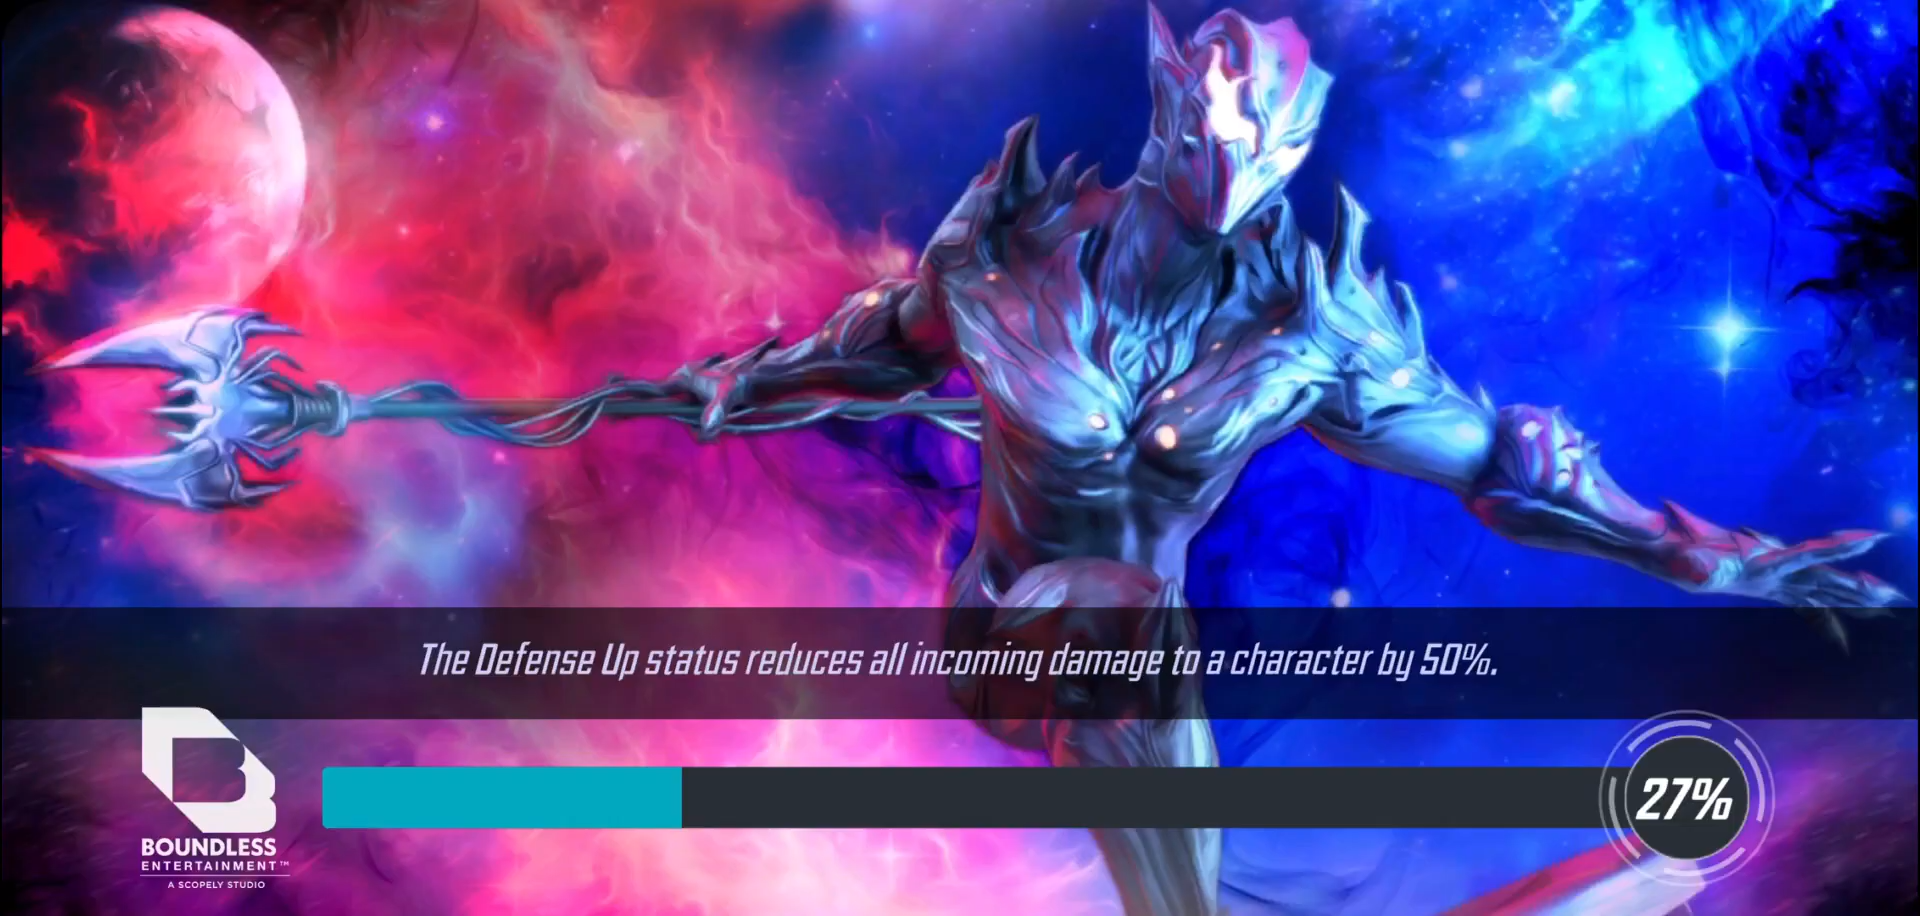 The Defense Up status reduces all incoming damage to a character by 50%.
27%
BOUNDLESS
ENTERTAINMENT™
A SCOPELY STUDIO